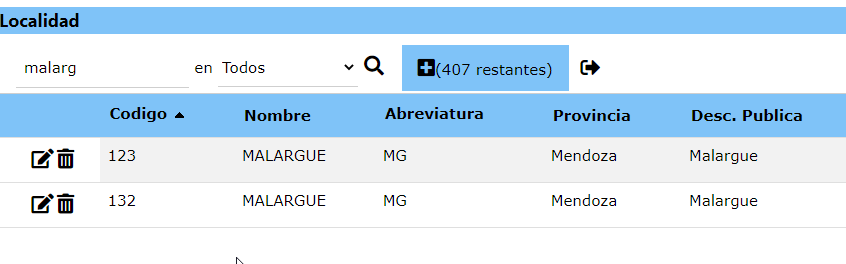 Localidad
malarg en Todos (407 restantes)
Codigo Nombre Abreviatura Provincia Desc. Publica
123 MALARGUE MG Mendoza Malargue
132 MALARGUE MG Mendoza Malargue